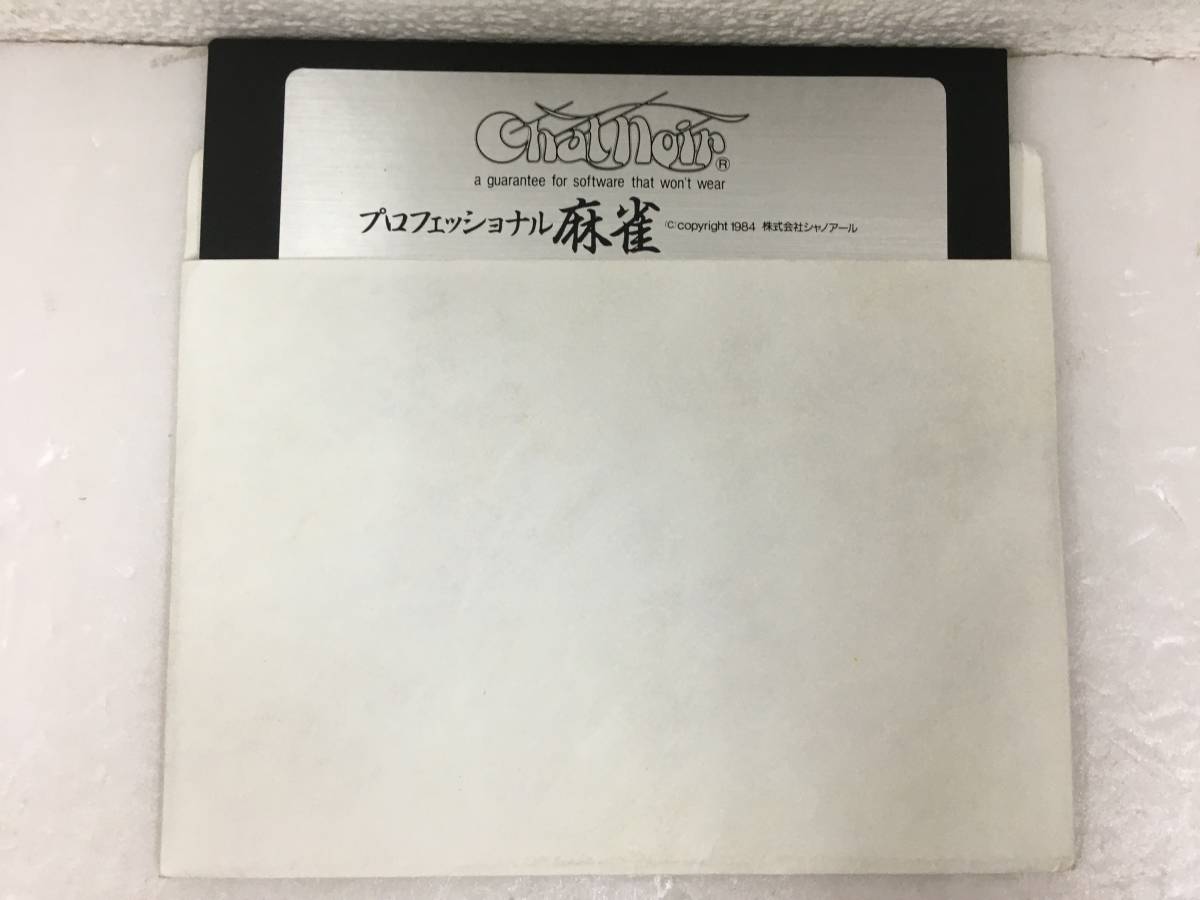 ChatNoir®
a guarantee for software that won't wear
プロフェッショナル麻雀 (C)copyright 1984 株式会社シャノアール